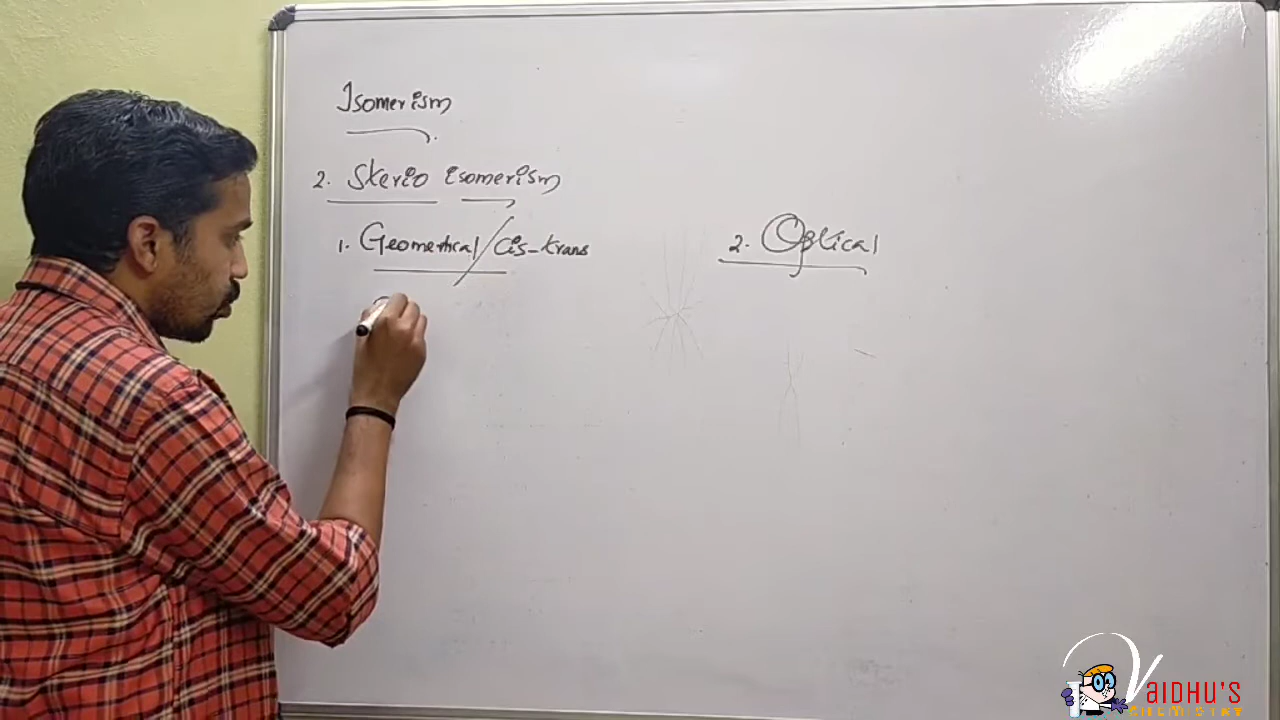 Isomerism
2. Sterio isomerism
1. Geometrical/Cis-trans
2. Optical
VAIDHU'S